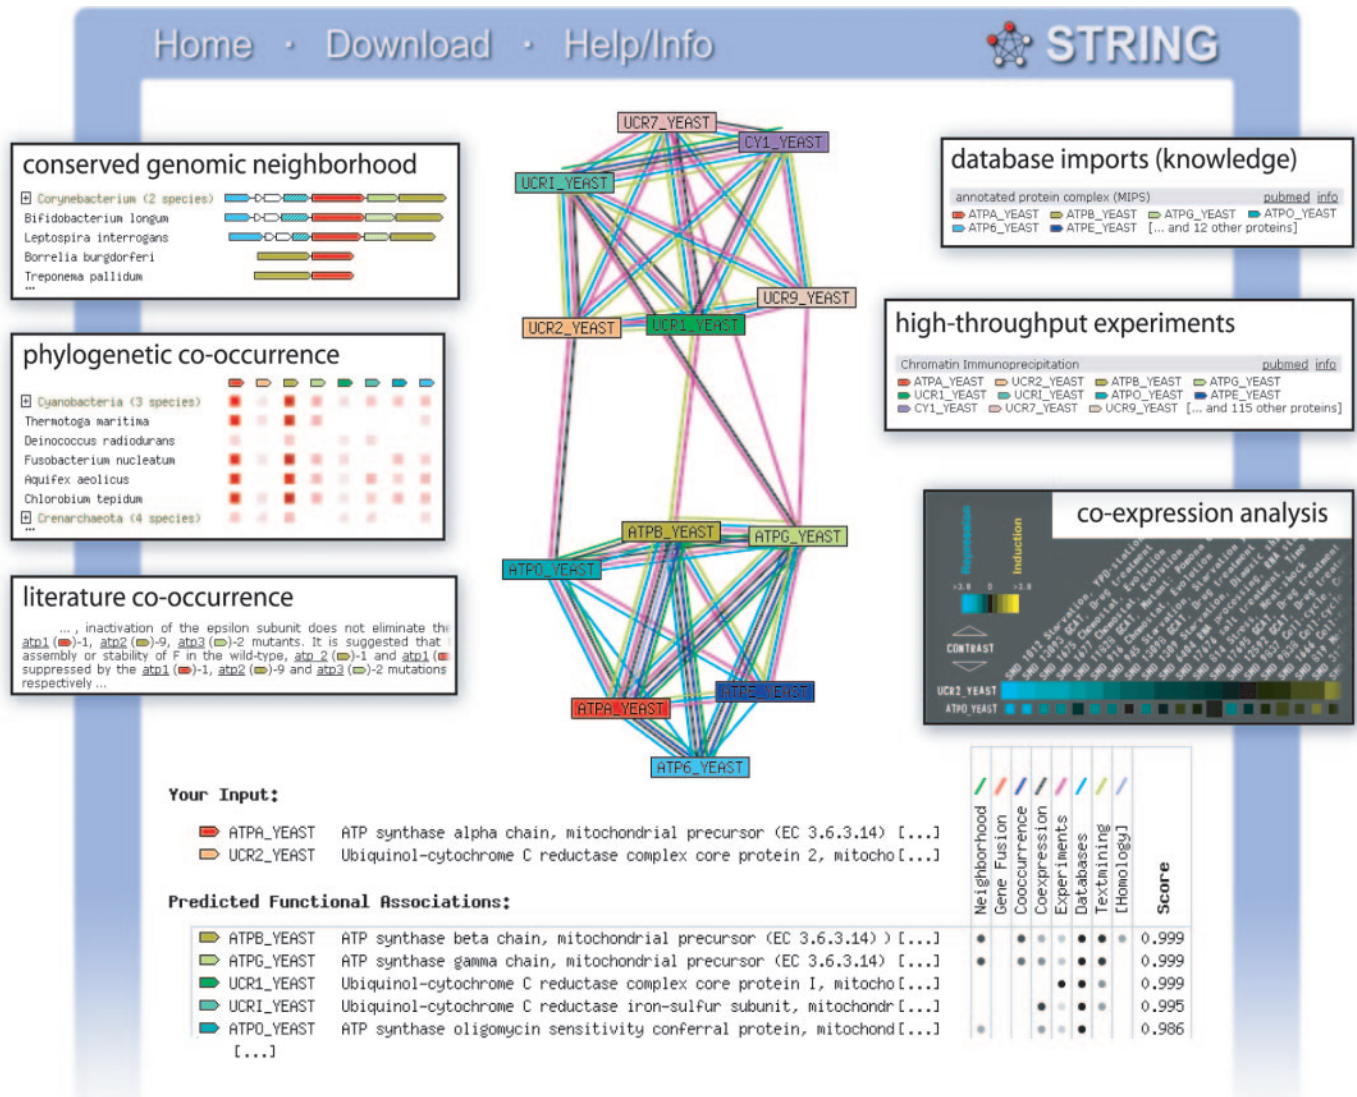 Home · Download · Help/Info
STRING
conserved genomic neighborhood
Corynebacterium (2 species)
Bifidobacterium longum
Leptospira interrogans
Borrelia burgdorferi
Treponema pallidum
...
phylogenetic co-occurrence
Cyanobacteria (3 species)
Thermotoga maritima
Deinococcus radiodurans
Fusobacterium nucleatum
Aquifex aeolicus
Chlorobium tepidum
Crenarchaeota (4 species)
...
literature co-occurrence
... , inactivation of the epsilon subunit does not eliminate the
atp1 ( )-1, atp2 ( )-9, atp3 ( )-2 mutants. It is suggested that
assembly or stability of F in the wild-type, atp 2 ( )-1 and atp1 (
suppressed by the atp1 ( )-1, atp2 ( )-9 and atp3 ( )-2 mutations
respectively ...
UCR7_YEAST
CY1_YEAST
UCRI_YEAST
UCR9_YEAST
UCR2_YEAST
UCR1_YEAST
ATPB_YEAST
ATPG_YEAST
ATPO_YEAST
ATPE_YEAST
ATPA_YEAST
ATP6_YEAST
database imports (knowledge)
annotated protein complex (MIPS) pubmed info
ATPA_YEAST ATPB_YEAST ATPG_YEAST ATPO_YEAST
ATP6_YEAST ATPE_YEAST [... and 12 other proteins]
high-throughput experiments
Chromatin Immunoprecipitation pubmed info
ATPA_YEAST UCR2_YEAST ATPB_YEAST ATPG_YEAST
UCR1_YEAST UCRI_YEAST ATPO_YEAST ATPE_YEAST
CY1_YEAST UCR7_YEAST UCR9_YEAST [... and 115 other proteins]
co-expression analysis
Repression
Induction
>3.0 0 >3.0
CONTRAST
UCR2_YEAST
ATPO_YEAST
Your Input:
ATPA_YEAST ATP synthase alpha chain, mitochondrial precursor (EC 3.6.3.14) [...]
UCR2_YEAST Ubiquinol-cytochrome C reductase complex core protein 2, mitocho [...]
Predicted Functional Associations:
Neighborhood
Gene Fusion
Cooccurrence
Coexpression
Experiments
Databases
Textmining
[Homology]
Score
ATPB_YEAST ATP synthase beta chain, mitochondrial precursor (EC 3.6.3.14) ) [...] 0.999
ATPG_YEAST ATP synthase gamma chain, mitochondrial precursor (EC 3.6.3.14) [...] 0.999
UCR1_YEAST Ubiquinol-cytochrome C reductase complex core protein I, mitocho [...] 0.999
UCRI_YEAST Ubiquinol-cytochrome C reductase iron-sulfur subunit, mitochondr [...] 0.995
ATPO_YEAST ATP synthase oligomycin sensitivity conferral protein, mitochond [...] 0.986
[...]